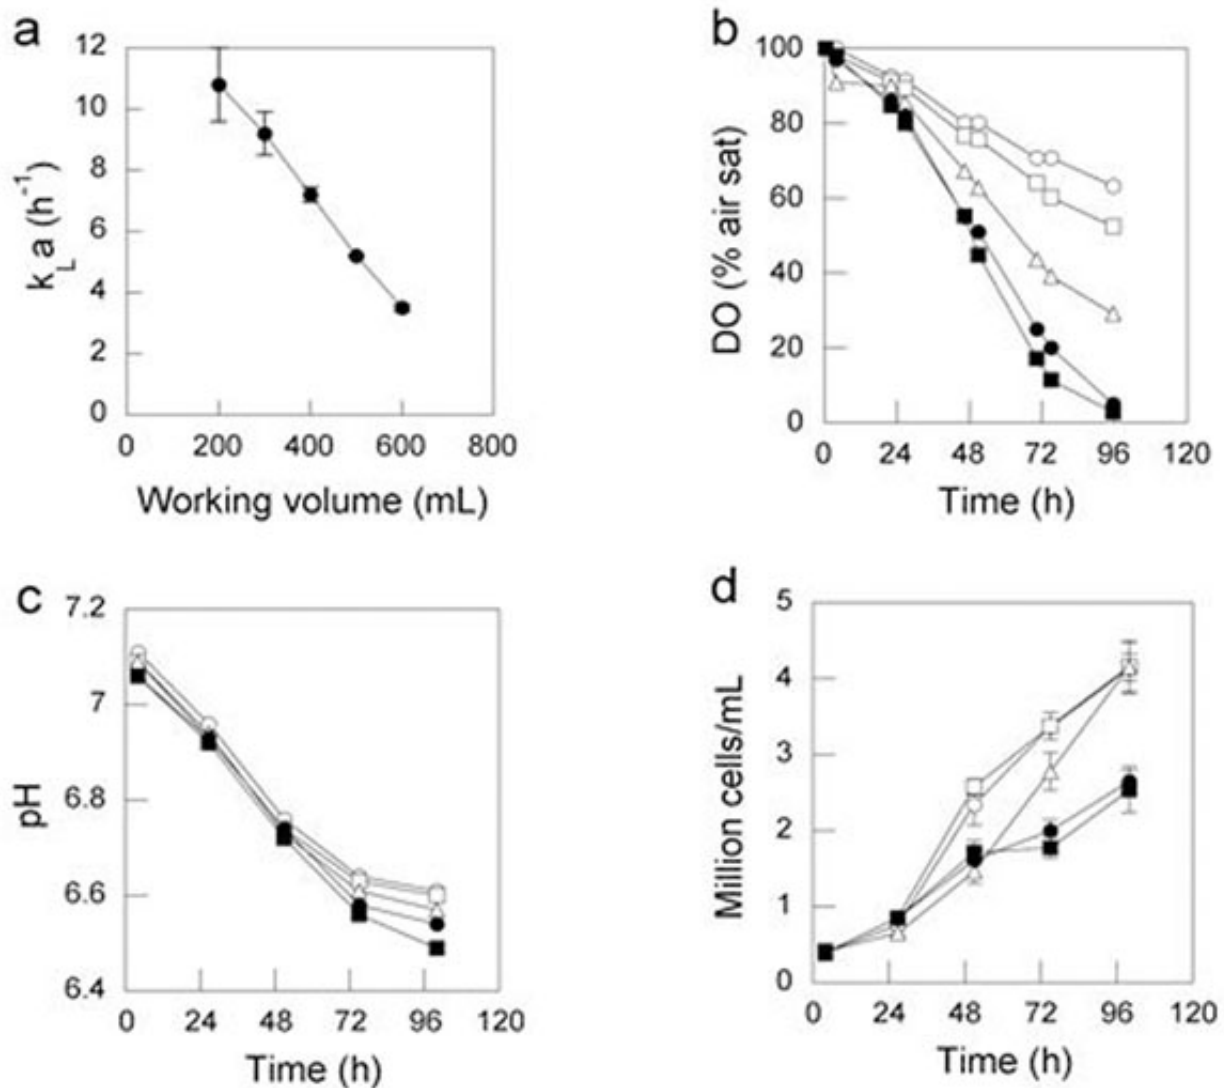 a
12
10
8
6
4
2
0
k_L a (h⁻¹)
0 200 400 600 800
Working volume (mL)
b
100
80
60
40
20
0
DO (% air sat)
0 24 48 72 96 120
Time (h)
c
7.2
7
6.8
6.6
6.4
pH
0 24 48 72 96 120
Time (h)
d
5
4
3
2
1
0
Million cells/mL
0 24 48 72 96 120
Time (h)